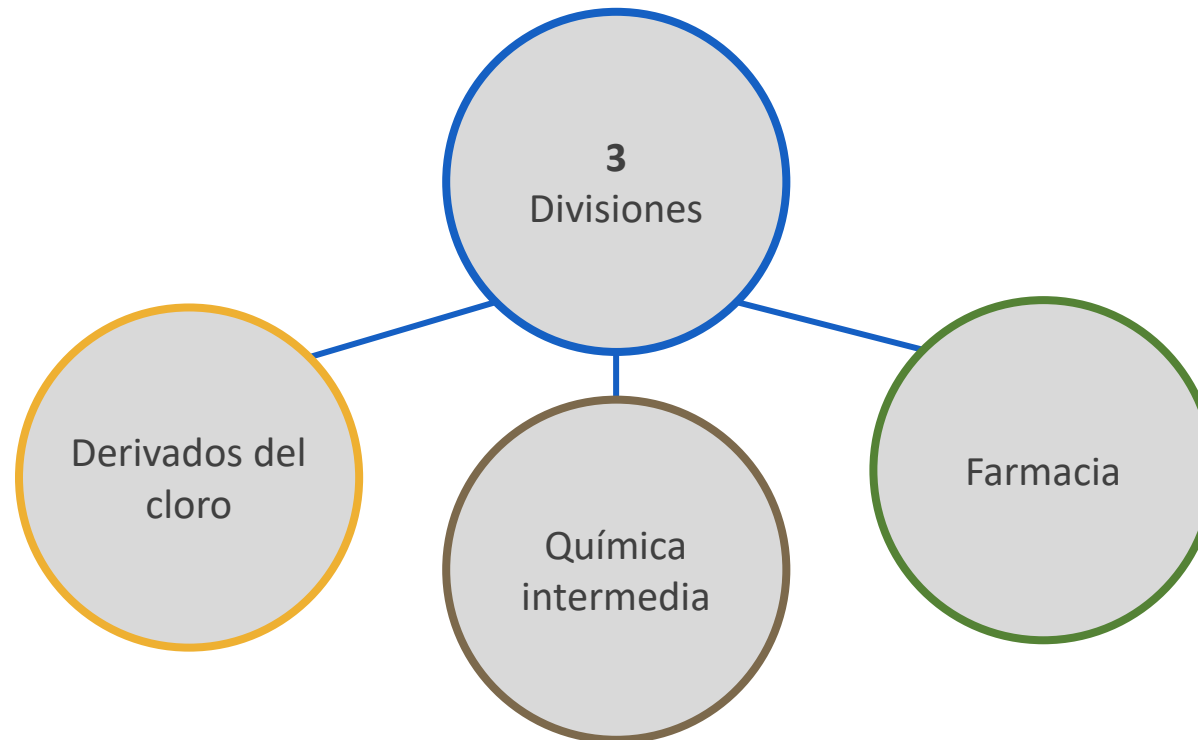 3
Divisiones
Derivados del
cloro
Química
intermedia
Farmacia